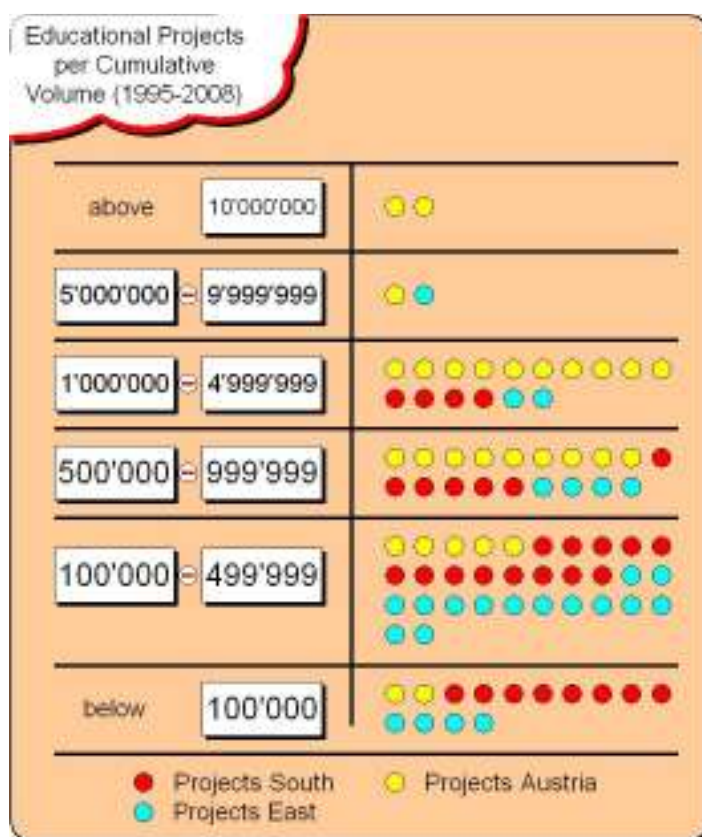 Educational Projects
per Cumulative
Volume (1995-2008)
above 10'000'000
5'000'000 - 9'999'999
1'000'000 - 4'999'999
500'000 - 999'999
100'000 - 499'999
below 100'000
Projects South Projects Austria
Projects East